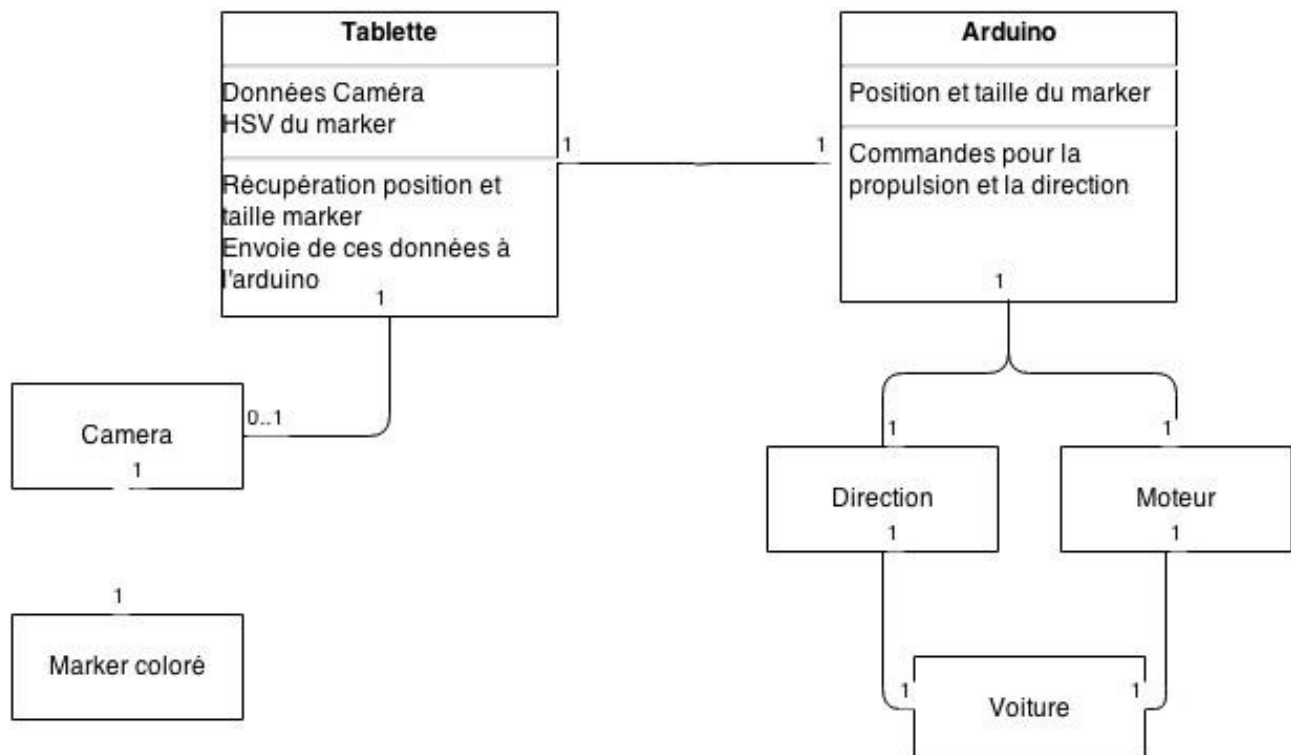 Tablette
Données Caméra
HSV du marker
Récupération position et
taille marker
Envoie de ces données à
l'arduino
1
1
1
Arduino
Position et taille du marker
Commandes pour la
propulsion et la direction
1
0..1
Camera
1
1
Marker coloré
1
1
Direction
1
Moteur
1
1
1
Voiture